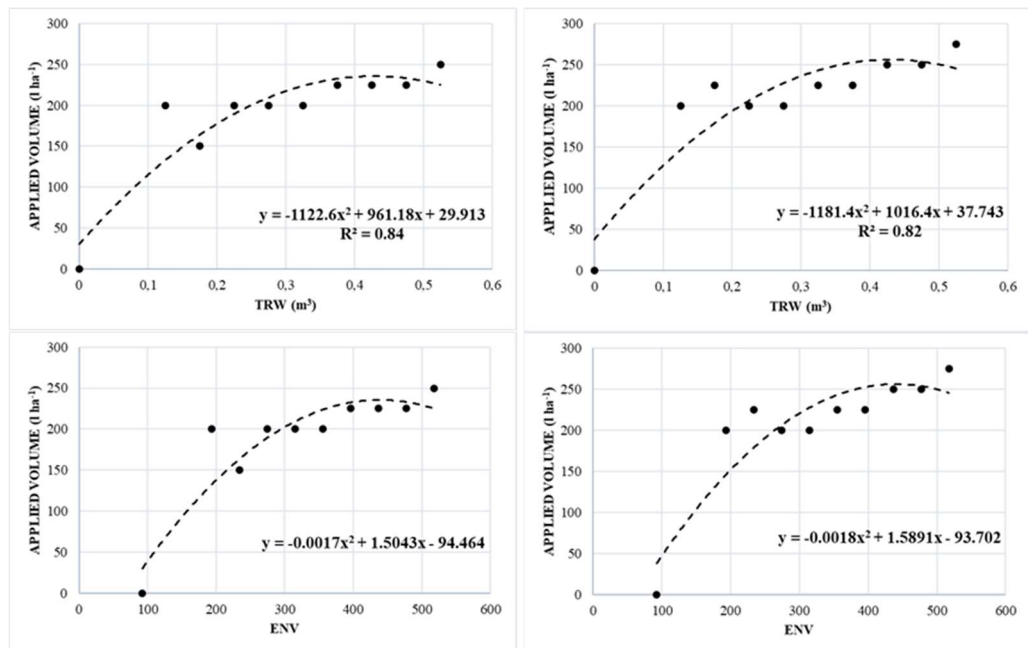 300
250
200
150
100
50
0
APPLIED VOLUME (l ha⁻¹)
y = -1122.6x² + 961.18x + 29.913
R² = 0.84
0 0,1 0,2 0,3 0,4 0,5 0,6
TRW (m³)
300
250
200
150
100
50
0
APPLIED VOLUME (l ha⁻¹)
y = -1181.4x² + 1016.4x + 37.743
R² = 0.82
0 0,1 0,2 0,3 0,4 0,5 0,6
TRW (m³)
300
250
200
150
100
50
0
APPLIED VOLUME (l ha⁻¹)
y = -0.0017x² + 1.5043x - 94.464
0 100 200 300 400 500 600
ENV
300
250
200
150
100
50
0
APPLIED VOLUME (l ha⁻¹)
y = -0.0018x² + 1.5891x - 93.702
0 100 200 300 400 500 600
ENV